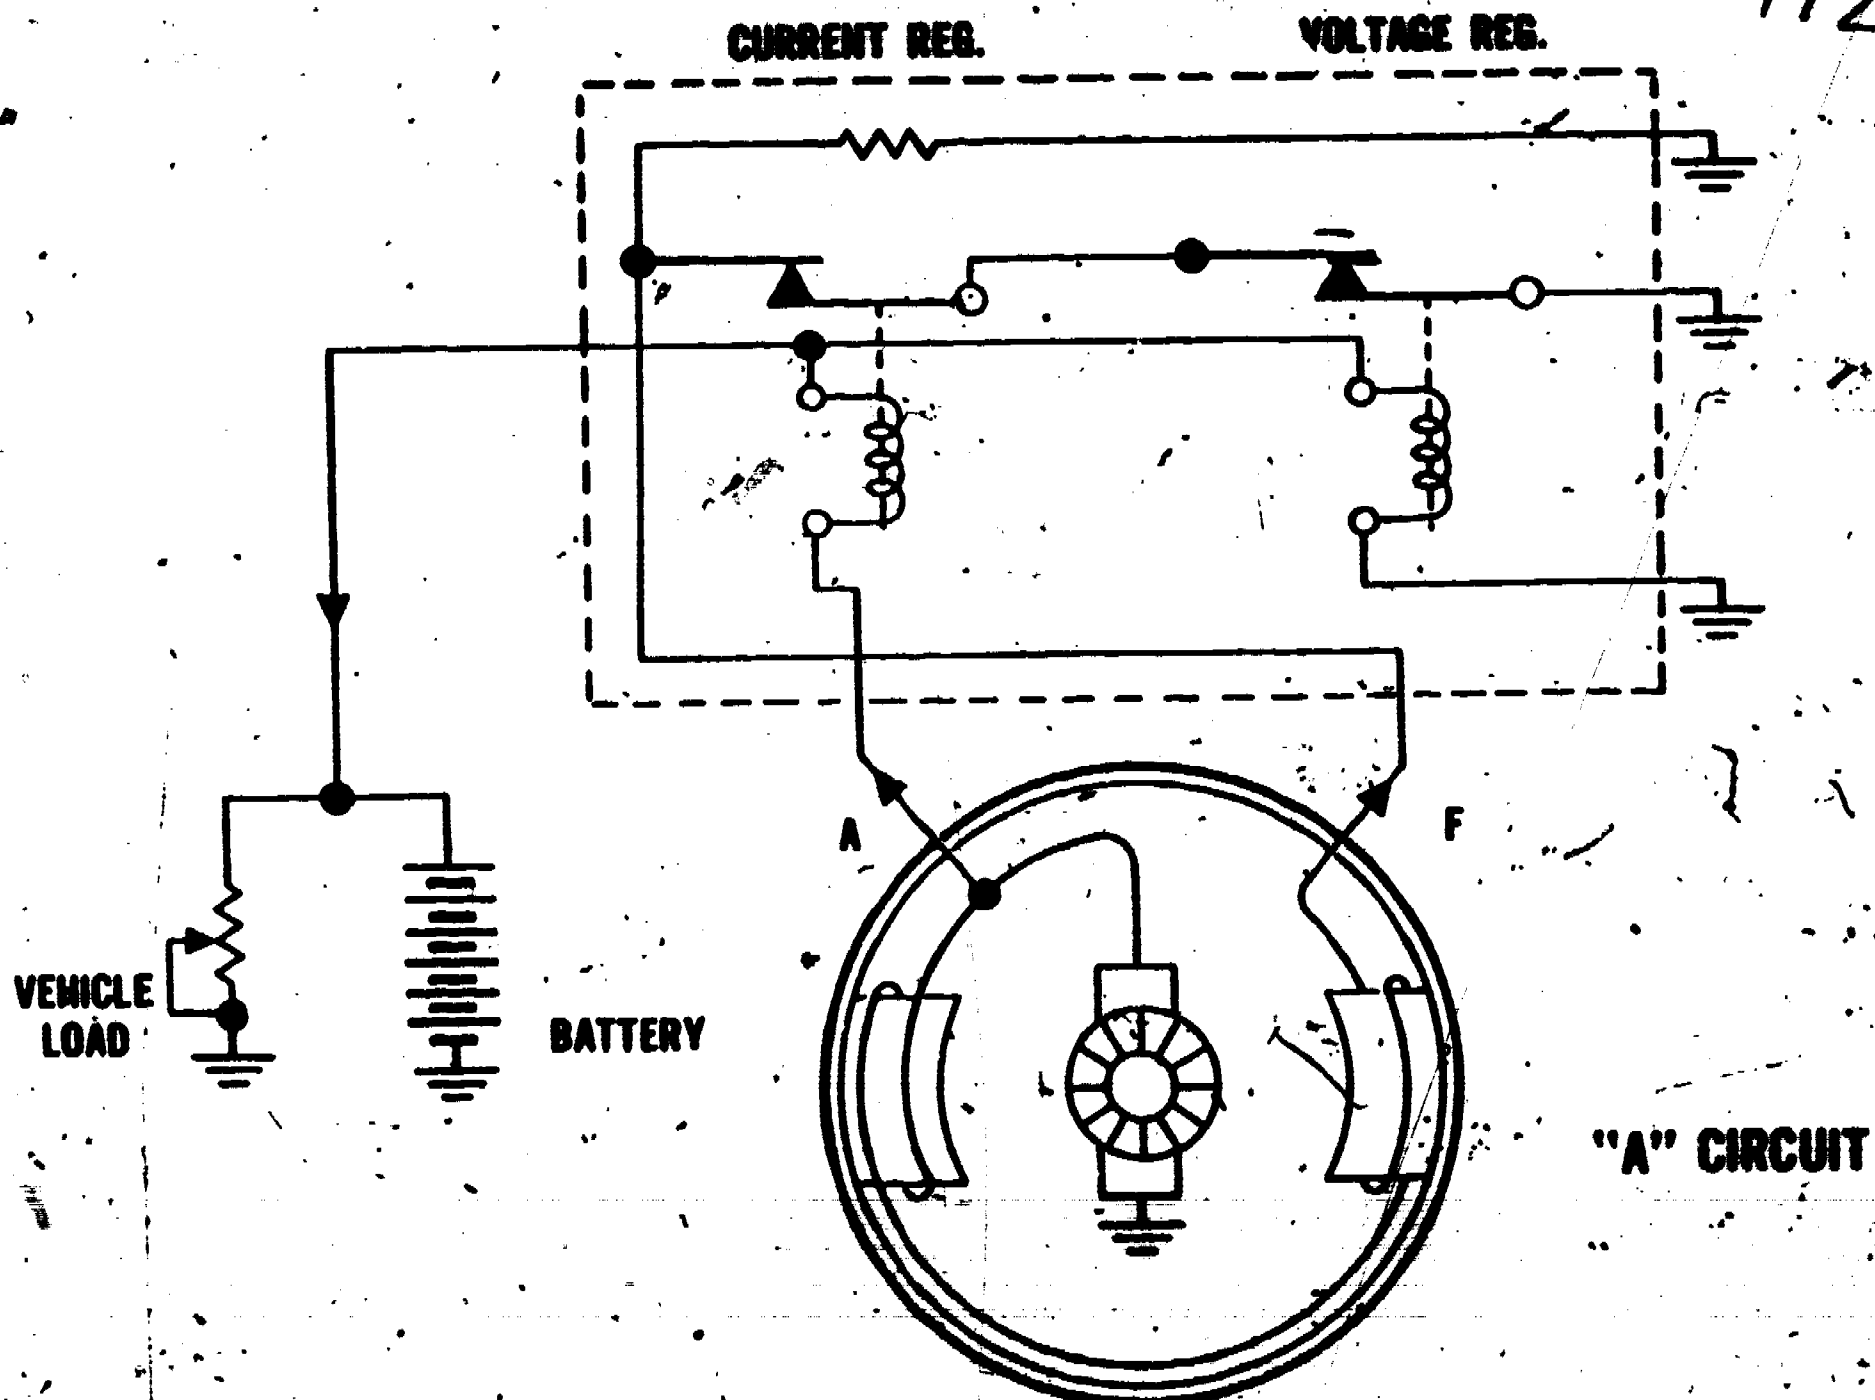 CURRENT REG.
VOLTAGE REG.
A
F
VEHICLE
LOAD
BATTERY
"A" CIRCUIT